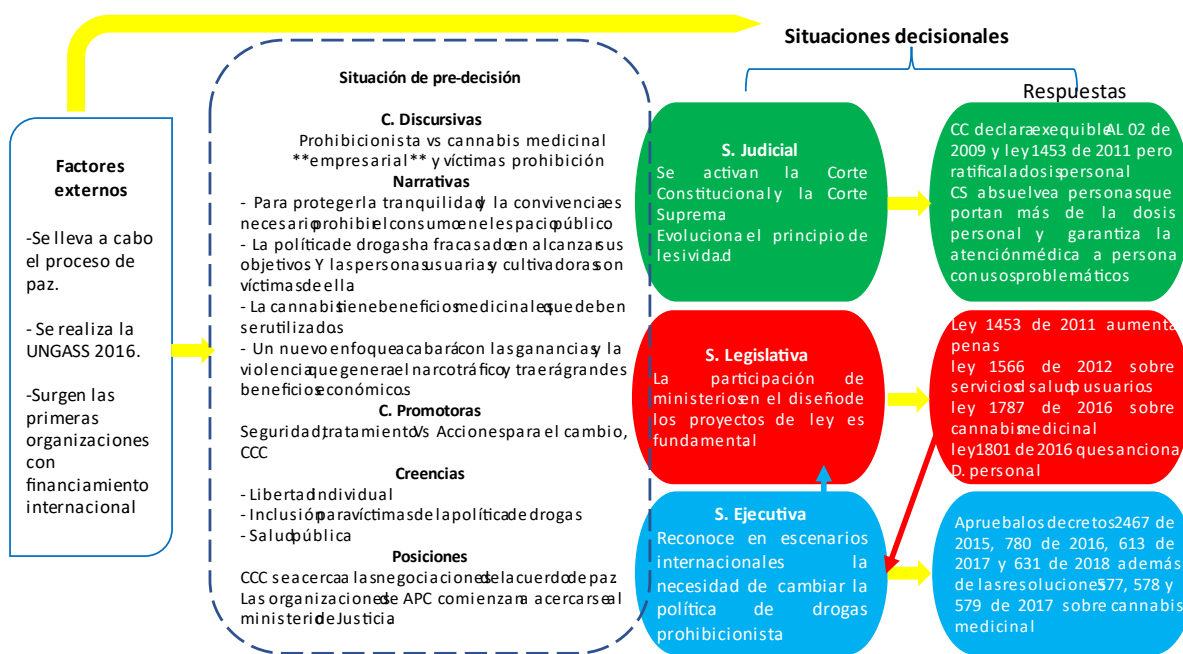 Situaciones decisionales
Factores
externos
-Se lleva a cabo
el proceso de
paz.
- Se realiza la
UNGASS 2016.
-Surgen las
primeras
organizaciones
con
financiamiento
internacional
Situación de pre-decisión
C. Discursivas
Prohibicionista vs cannabis medicinal
**empresarial** y víctimas prohibición
Narrativas
- Para proteger la tranquilidad y la convivencia es
necesario prohibir el consumo en el espacio público
- La política de drogas ha fracasado en alcanzar sus
objetivos Y las personas usuarias y cultivadoras son
víctimas de ella
- La cannabis tiene beneficios medicinales que deben
ser utilizados
- Un nuevo enfoque acabará con las ganancias y la
violencia que genera el narcotráfico y traerá grandes
beneficios económicos.
C. Promotoras
Seguridad, tratamiento Vs Acciones para el cambio,
CCC
Creencias
- Libertad individual
- Inclusión para víctimas de la política de drogas
- Salud pública
Posiciones
CCC se acerca a las negociaciones del acuerdo de paz
Las organizaciones de APC comienzan a acercarse al
ministerio de Justicia
S. Judicial
Se activan la Corte
Constitucional y la Corte
Suprema
Evoluciona el principio de
lesividad.
Respuestas
CC declara exequible AL 02 de
2009 y ley 1453 de 2011 pero
ratifica la dosis personal
CS absuelve a personas que
portan más de la dosis
personal y garantiza la
atención médica a persona
con usos problemáticos
S. Legislativa
La participación de
ministerios en el diseño de
los proyectos de ley es
fundamental
Ley 1453 de 2011 aumenta
penas
ley 1566 de 2012 sobre
servicios d salud p usuarios
ley 1787 de 2016 sobre
cannabis medicinal
ley 1801 de 2016 que sanciona
D. personal
S. Ejecutiva
Reconoce en escenarios
internacionales la
necesidad de cambiar la
política de drogas
prohibicionista
Aprueba los decretos 2467 de
2015, 780 de 2016, 613 de
2017 y 631 de 2018 además
de las resoluciones 577, 578 y
579 de 2017 sobre cannabis
medicinal